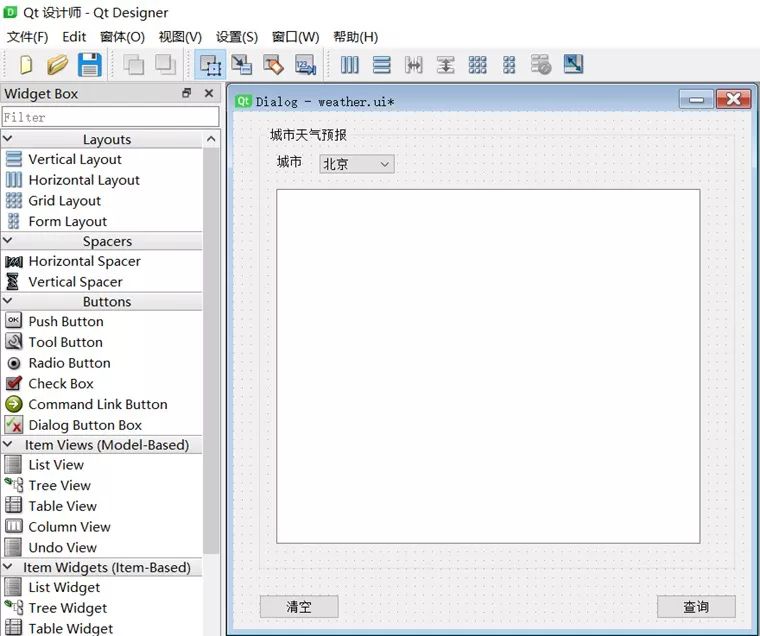 Qt 设计师 - Qt Designer
文件(F) Edit 窗体(O) 视图(V) 设置(S) 窗口(W) 帮助(H)
Widget Box
Filter
Layouts
Vertical Layout
Horizontal Layout
Grid Layout
Form Layout
Spacers
Horizontal Spacer
Vertical Spacer
Buttons
Push Button
Tool Button
Radio Button
Check Box
Command Link Button
Dialog Button Box
Item Views (Model-Based)
List View
Tree View
Table View
Column View
Undo View
Item Widgets (Item-Based)
List Widget
Tree Widget
Table Widget
Dialog - weather.ui*
城市天气预报
城市 北京
清空 查询